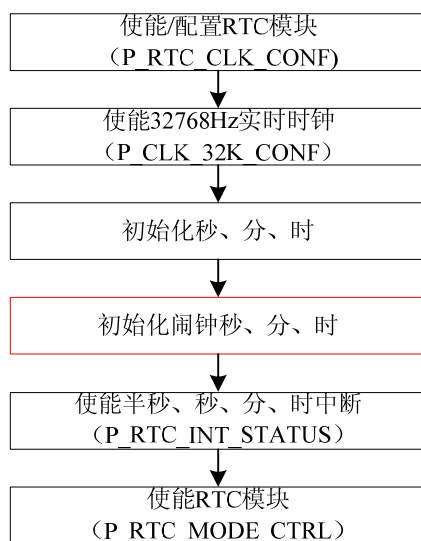 使能/配置RTC模块
（P_RTC_CLK_CONF)
使能32768Hz实时时钟
（P_CLK_32K_CONF）
初始化秒、分、时
初始化闹钟秒、分、时
使能半秒、秒、分、时中断
（P_RTC_INT_STATUS）
使能RTC模块
（P_RTC_MODE_CTRL）